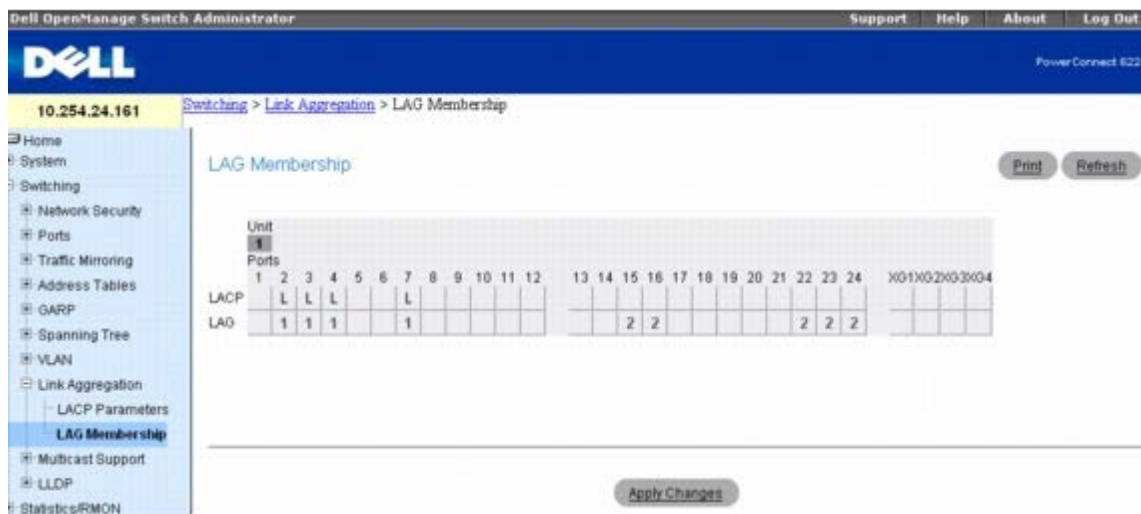 Dell OpenManage Switch Administrator
Support Help About Log Out
DELL
PowerConnect 622
10.254.24.161
Switching > Link Aggregation > LAG Membership
Home
System
Switching
Network Security
Ports
Traffic Mirroring
Address Tables
GARP
Spanning Tree
VLAN
Link Aggregation
LACP Parameters
LAG Membership
Multicast Support
LLDP
Statistics/RMON
LAG Membership
Print Refresh
Unit
1
Ports
1 2 3 4 5 6 7 8 9 10 11 12 13 14 15 16 17 18 19 20 21 22 23 24 XG1 XG2 XG3 XG4
LACP L L L L
LAG 1 1 1 1 2 2 2 2 2
Apply Changes